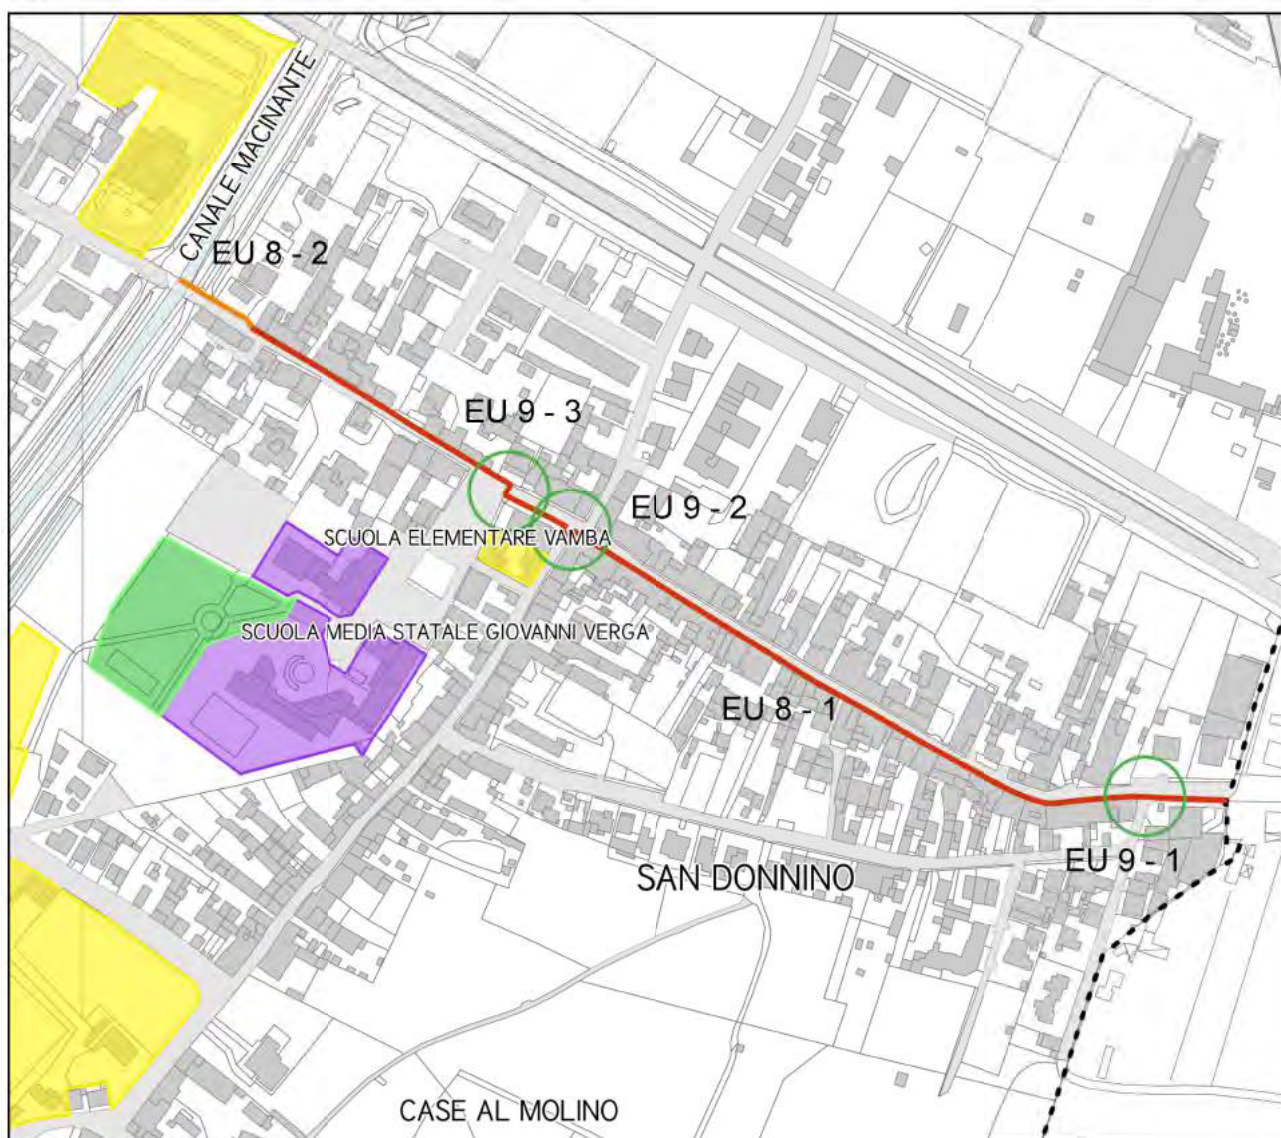 CANALE MACINANTE
EU 8 - 2
EU 9 - 3
EU 9 - 2
SCUOLA ELEMENTARE VAMBA
SCUOLA MEDIA STATALE GIOVANNI VERGA
EU 8 - 1
EU 9 - 1
SAN DONNINO
CASE AL MOLINO